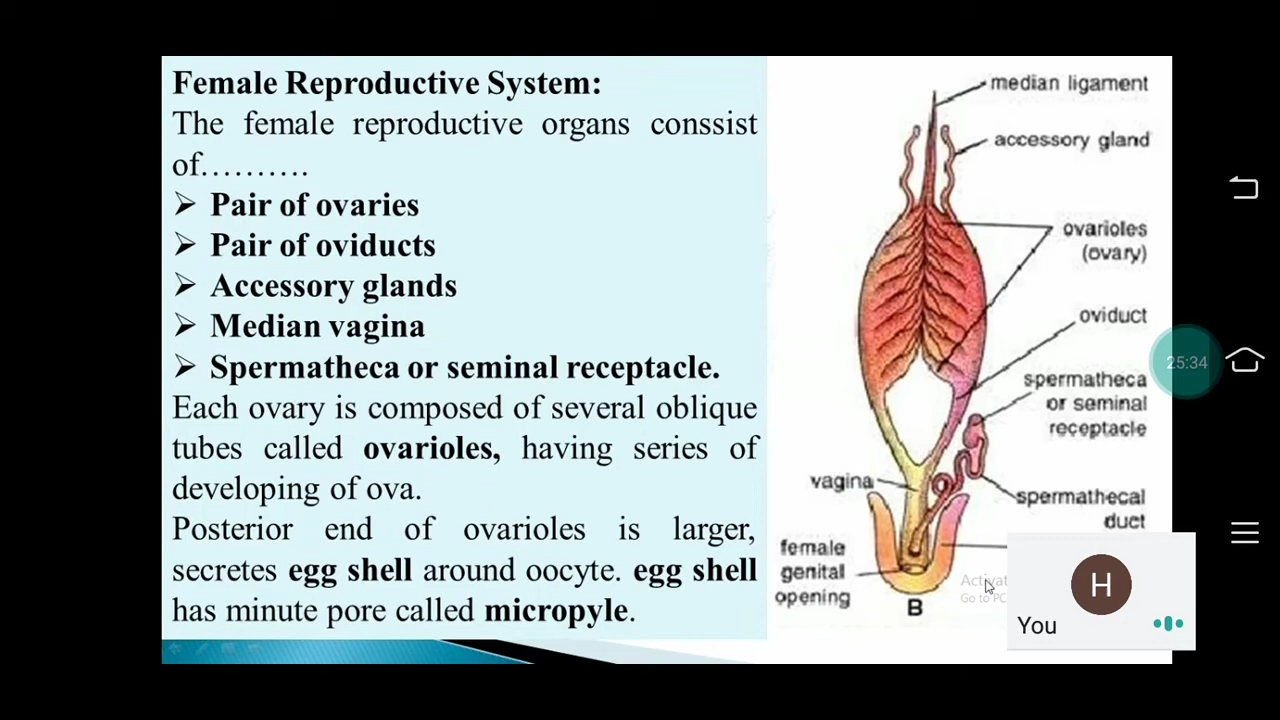 Female Reproductive System:
The female reproductive organs conssist
of……….
➢ Pair of ovaries
➢ Pair of oviducts
➢ Accessory glands
➢ Median vagina
➢ Spermatheca or seminal receptacle.
Each ovary is composed of several oblique
tubes called ovarioles, having series of
developing of ova.
Posterior end of ovarioles is larger,
secretes egg shell around oocyte. egg shell
has minute pore called micropyle.
median ligament
accessory gland
ovarioles
(ovary)
oviduct
spermatheca
or seminal
receptacle
vagina
spermathecal
duct
female
genital
opening
B
Activat
Go to PC
25:34
H
You